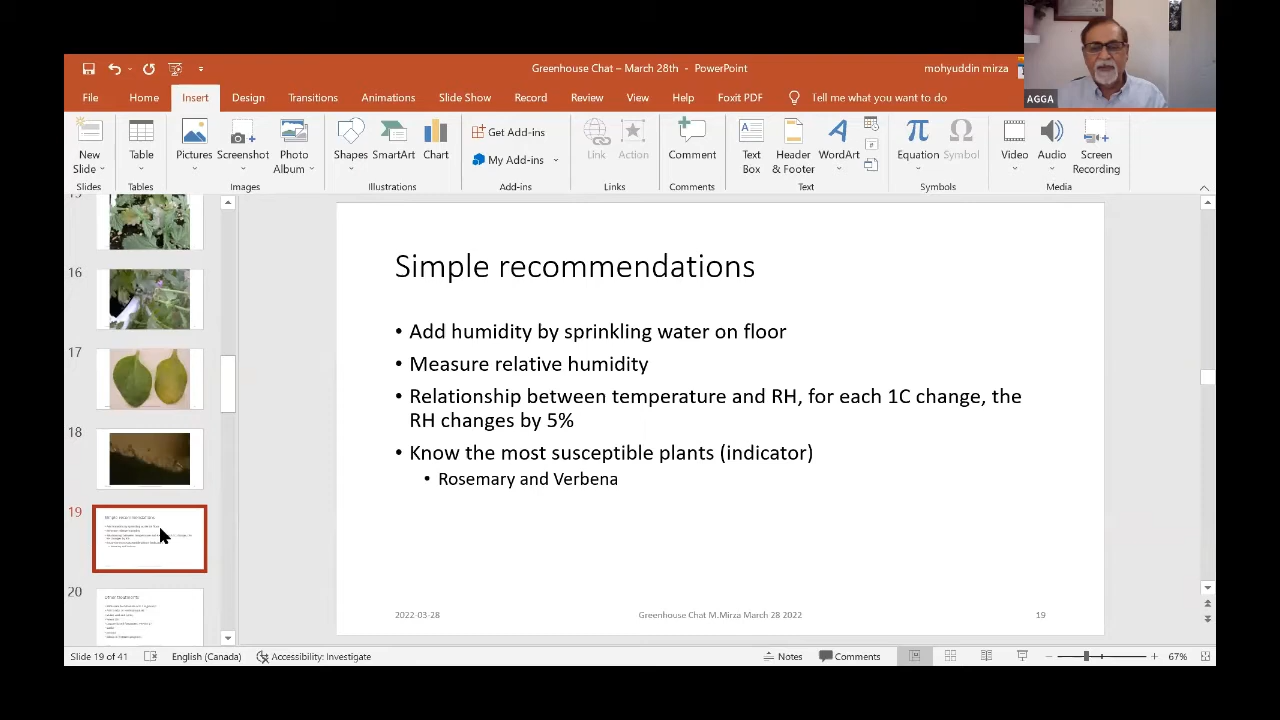 Greenhouse Chat – March 28th - PowerPoint
mohyuddin mirza
AGGA
File Home Insert Design Transitions Animations Slide Show Record Review View Help Foxit PDF Tell me what you want to do
New Slide
Table
Pictures
Screenshot
Photo Album
Shapes
SmartArt
Chart
Get Add-ins
My Add-ins
Link
Action
Comment
Text Box
Header & Footer
WordArt
Equation
Symbol
Video
Audio
Screen Recording
Slides Tables Images Illustrations Add-ins Links Comments Text Symbols Media
16
17
18
19
20
Simple recommendations
• Add humidity by sprinkling water on floor
• Measure relative humidity
• Relationship between temperature and RH, for each 1C change, the
RH changes by 5%
• Know the most susceptible plants (indicator)
• Rosemary and Verbena
2022-03-28 Greenhouse Chat M.Mirza March 28 2022 19
Slide 19 of 41 English (Canada) Accessibility: Investigate Notes Comments 67%